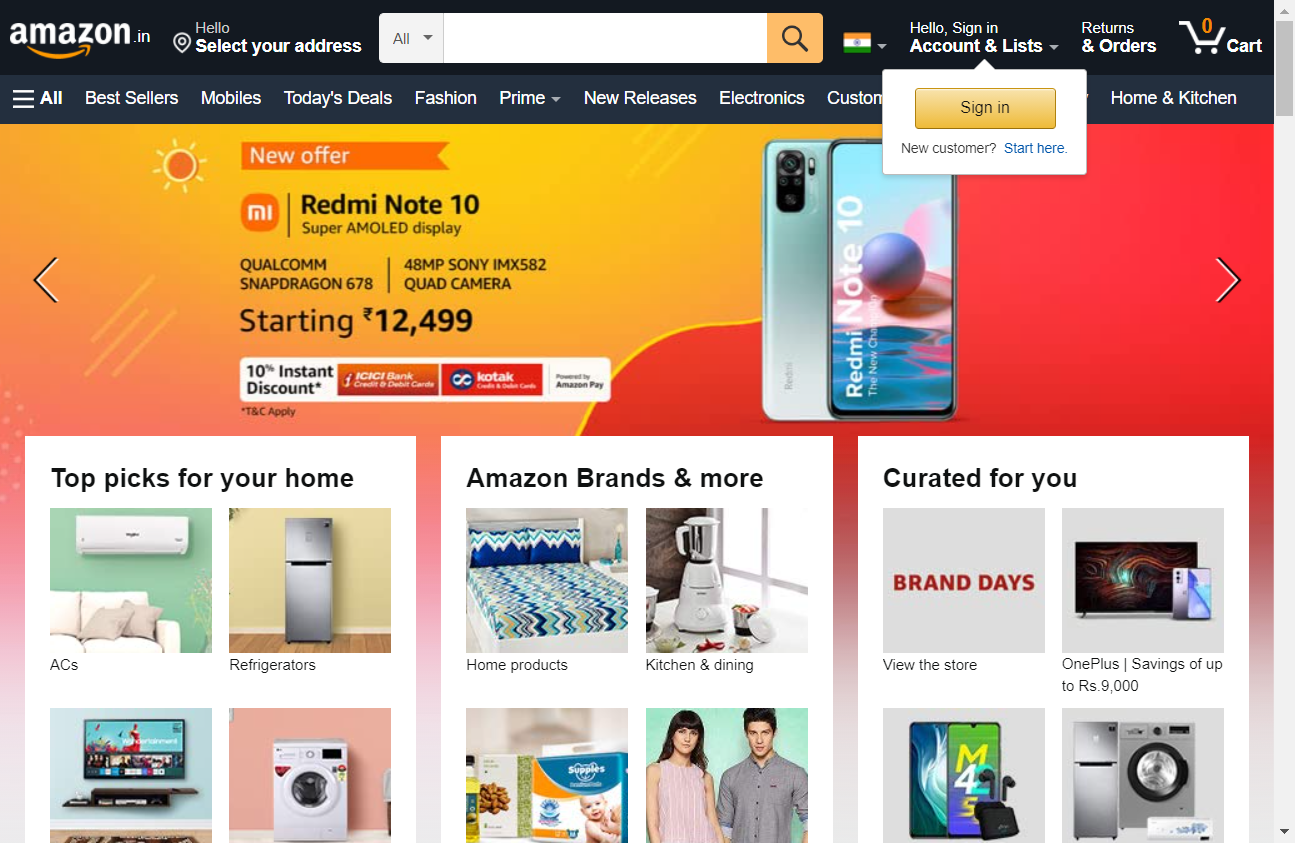 amazon.in
Hello
Select your address
All
Hello, Sign in
Account & Lists
Returns
& Orders
0
Cart
All
Best Sellers
Mobiles
Today's Deals
Fashion
Prime
New Releases
Electronics
Custom
Home & Kitchen
Sign in
New customer? Start here.
New offer
mi
Redmi Note 10
Super AMOLED display
QUALCOMM
SNAPDRAGON 678
48MP SONY IMX582
QUAD CAMERA
Starting ₹12,499
10% Instant
Discount*
ICICI Bank
Credit & Debit Cards
kotak
Credit & Debit Cards
Powered by
Amazon Pay
*T&C Apply
Redmi
Redmi Note 10
Top picks for your home
ACs
Refrigerators
Amazon Brands & more
Home products
Kitchen & dining
Curated for you
BRAND DAYS
View the store
OnePlus | Savings of up
to Rs.9,000
Supples